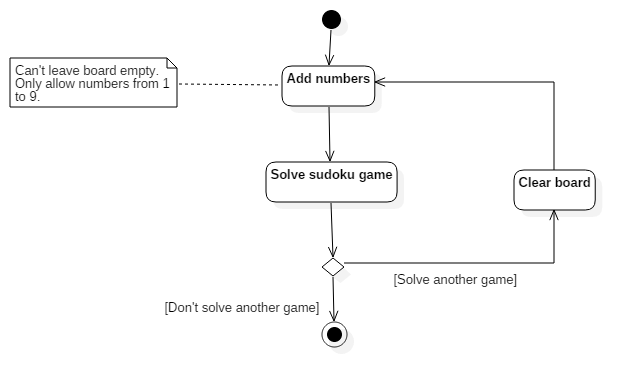 Can't leave board empty.
Only allow numbers from 1
to 9.
Add numbers
Solve sudoku game
Clear board
[Solve another game]
[Don't solve another game]